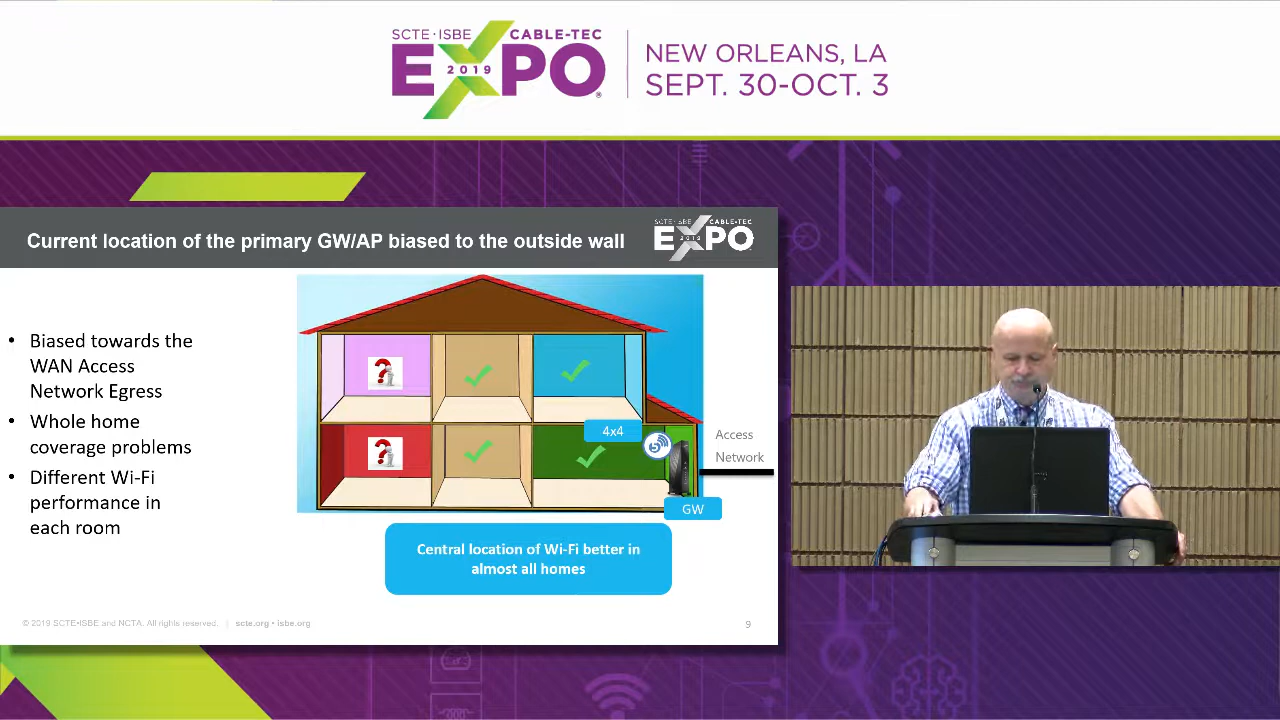 SCTE·ISBE CABLE-TEC
EXPO
2019
NEW ORLEANS, LA
SEPT. 30-OCT. 3
Current location of the primary GW/AP biased to the outside wall
SCTE·ISBE CABLE-TEC
EXPO
2019
• Biased towards the
WAN Access
Network Egress
• Whole home
coverage problems
• Different Wi-Fi
performance in
each room
?
?
4x4
5
Access
Network
GW
Central location of Wi-Fi better in
almost all homes
© 2019 SCTE•ISBE and NCTA. All rights reserved. | scte.org • isbe.org
9